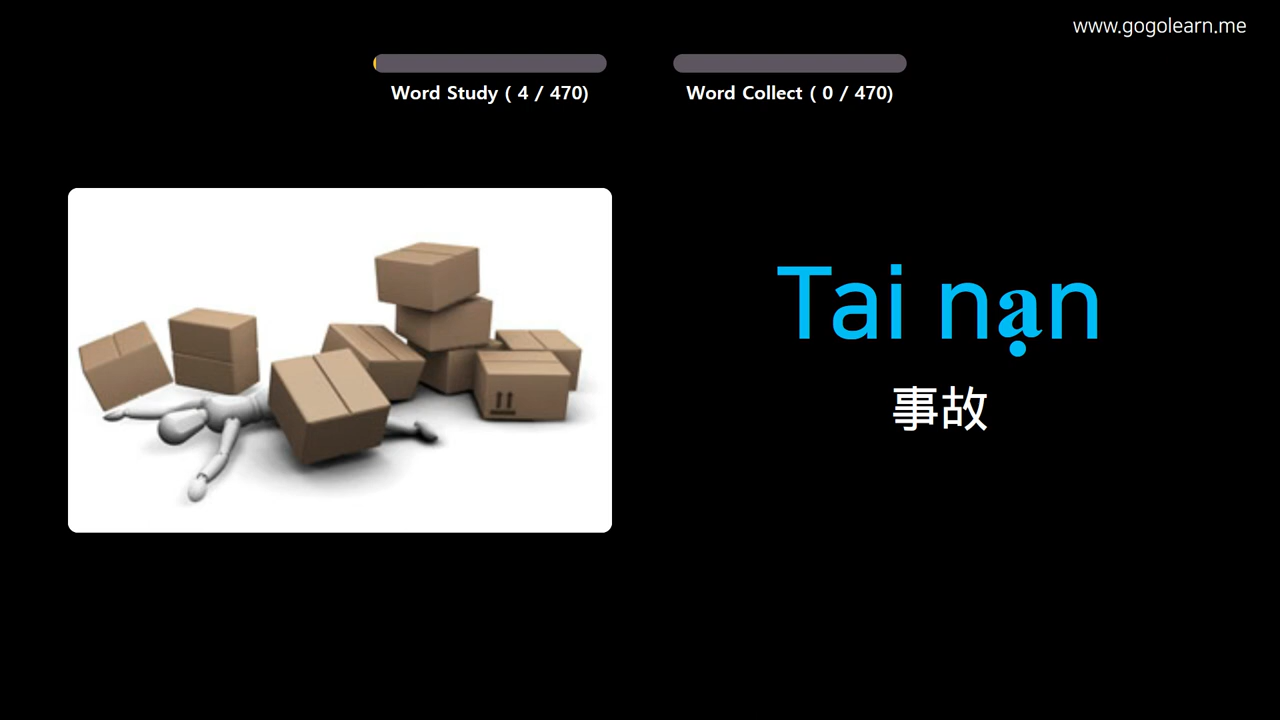 www.gogolearn.me
Word Study ( 4 / 470)
Word Collect ( 0 / 470)
Tai nạn
事故